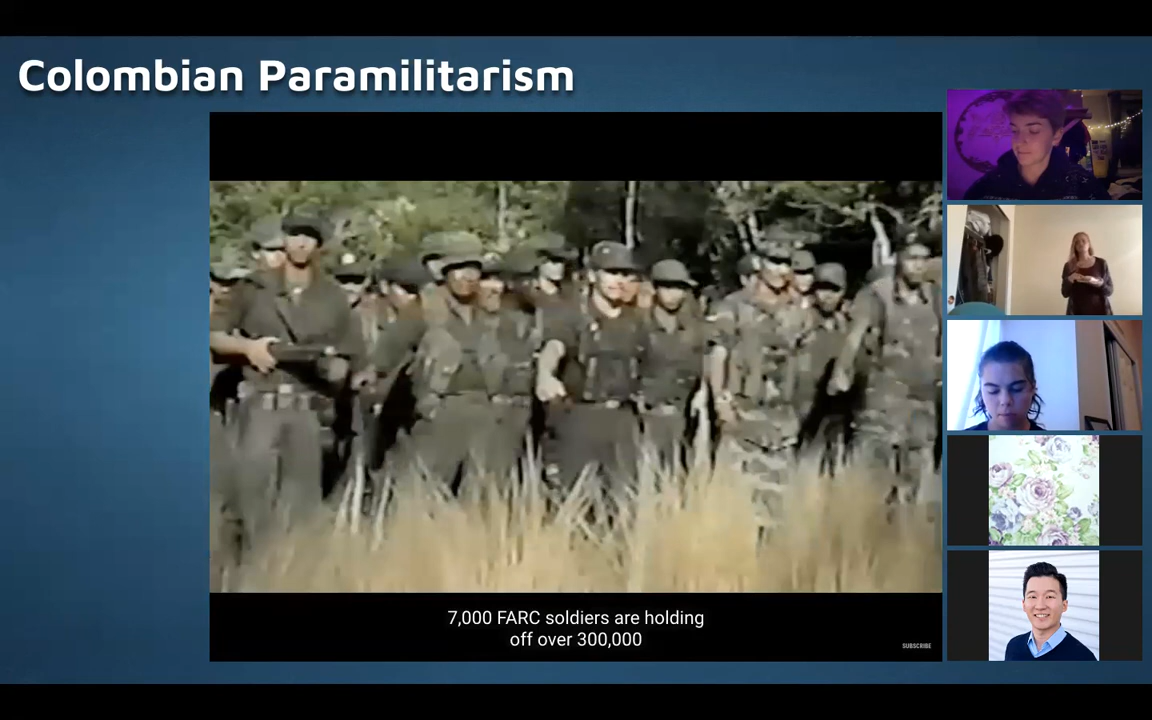 Colombian Paramilitarism
7,000 FARC soldiers are holding
off over 300,000
SUBSCRIBE